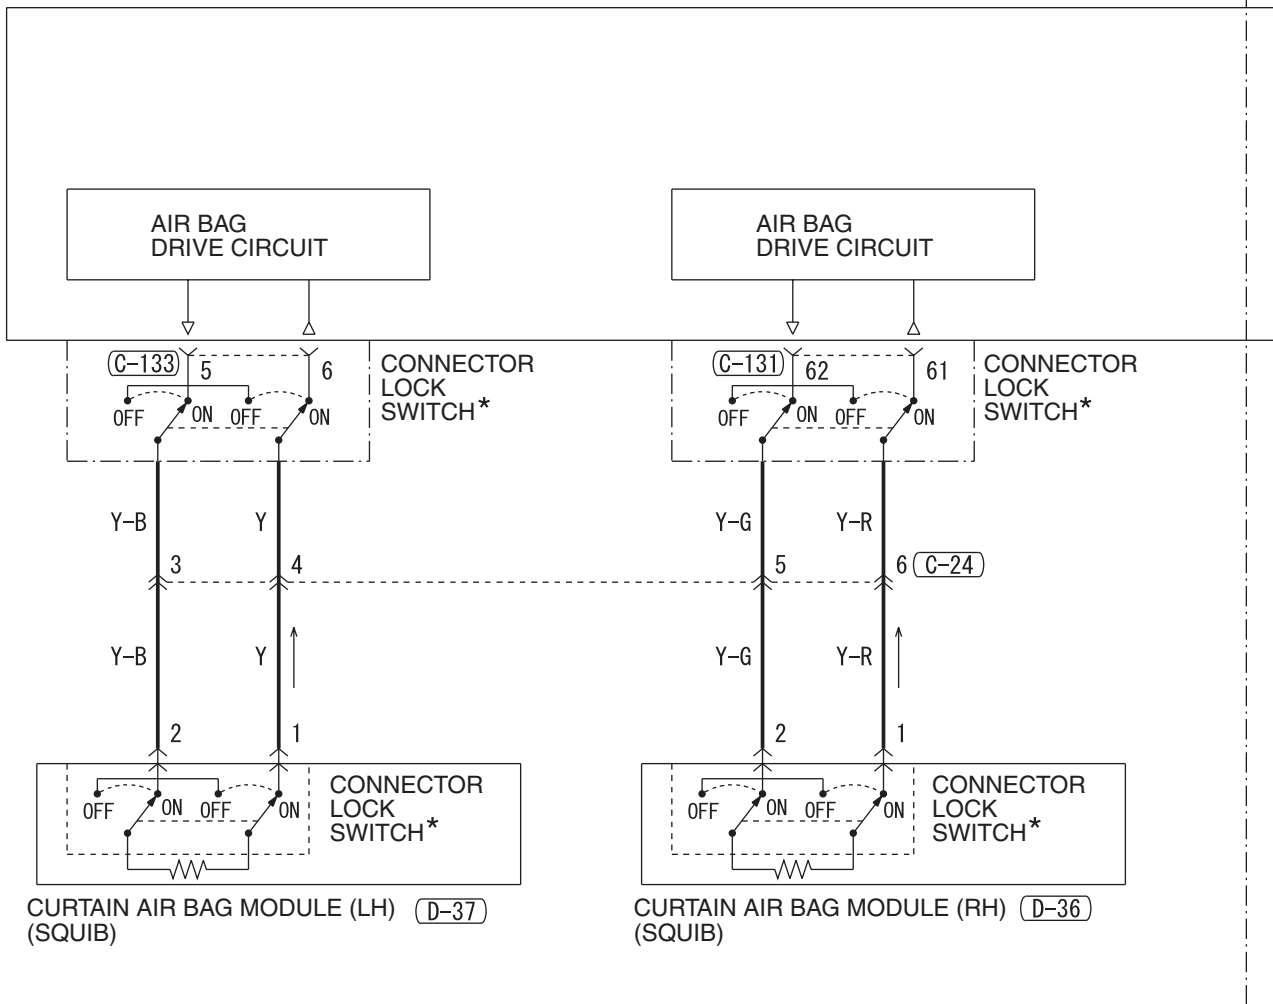 AIR BAG
DRIVE CIRCUIT
AIR BAG
DRIVE CIRCUIT
C-133
5
6
CONNECTOR
LOCK
SWITCH*
OFF
ON
OFF
ON
C-131
62
61
CONNECTOR
LOCK
SWITCH*
OFF
ON
OFF
ON
Y-B
Y
Y-G
Y-R
3
4
5
6
C-24
Y-B
Y
Y-G
Y-R
2
1
2
1
OFF
ON
OFF
ON
CONNECTOR
LOCK
SWITCH*
OFF
ON
OFF
ON
CONNECTOR
LOCK
SWITCH*
CURTAIN AIR BAG MODULE (LH)
(SQUIB)
D-37
CURTAIN AIR BAG MODULE (RH)
(SQUIB)
D-36